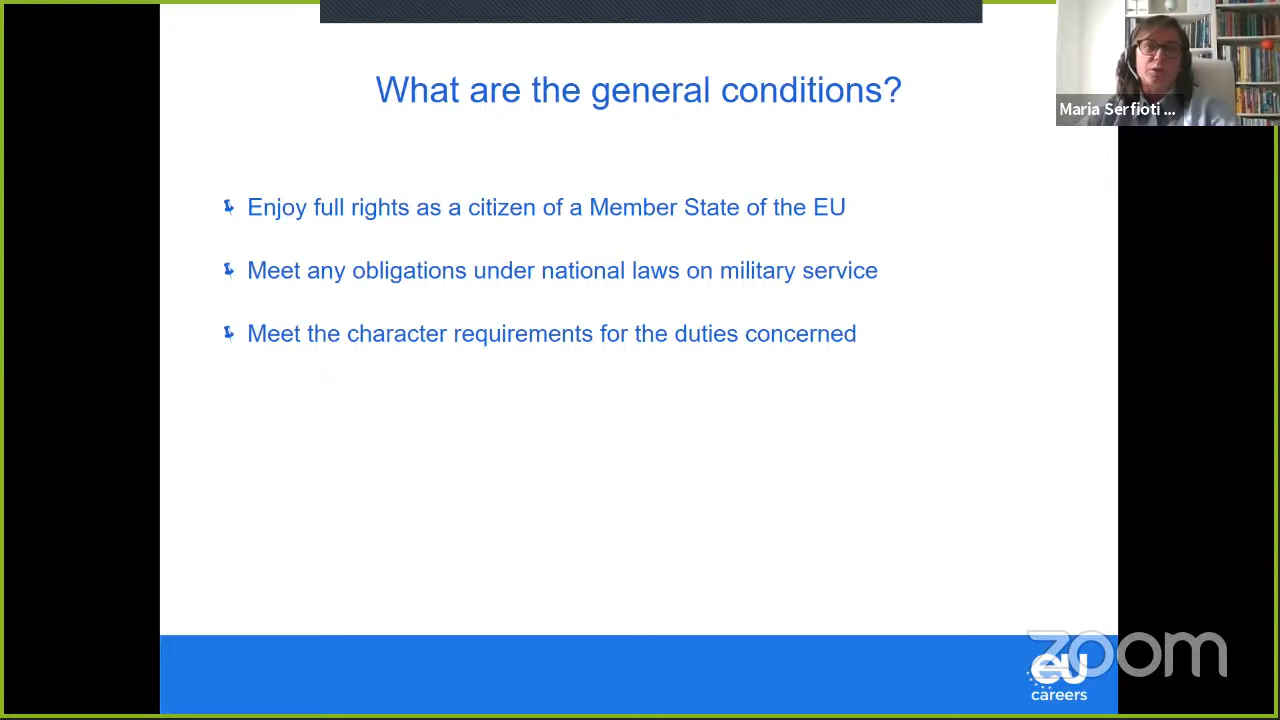 What are the general conditions?
Maria Serfioti ...
Enjoy full rights as a citizen of a Member State of the EU
Meet any obligations under national laws on military service
Meet the character requirements for the duties concerned
zoom
eu
careers